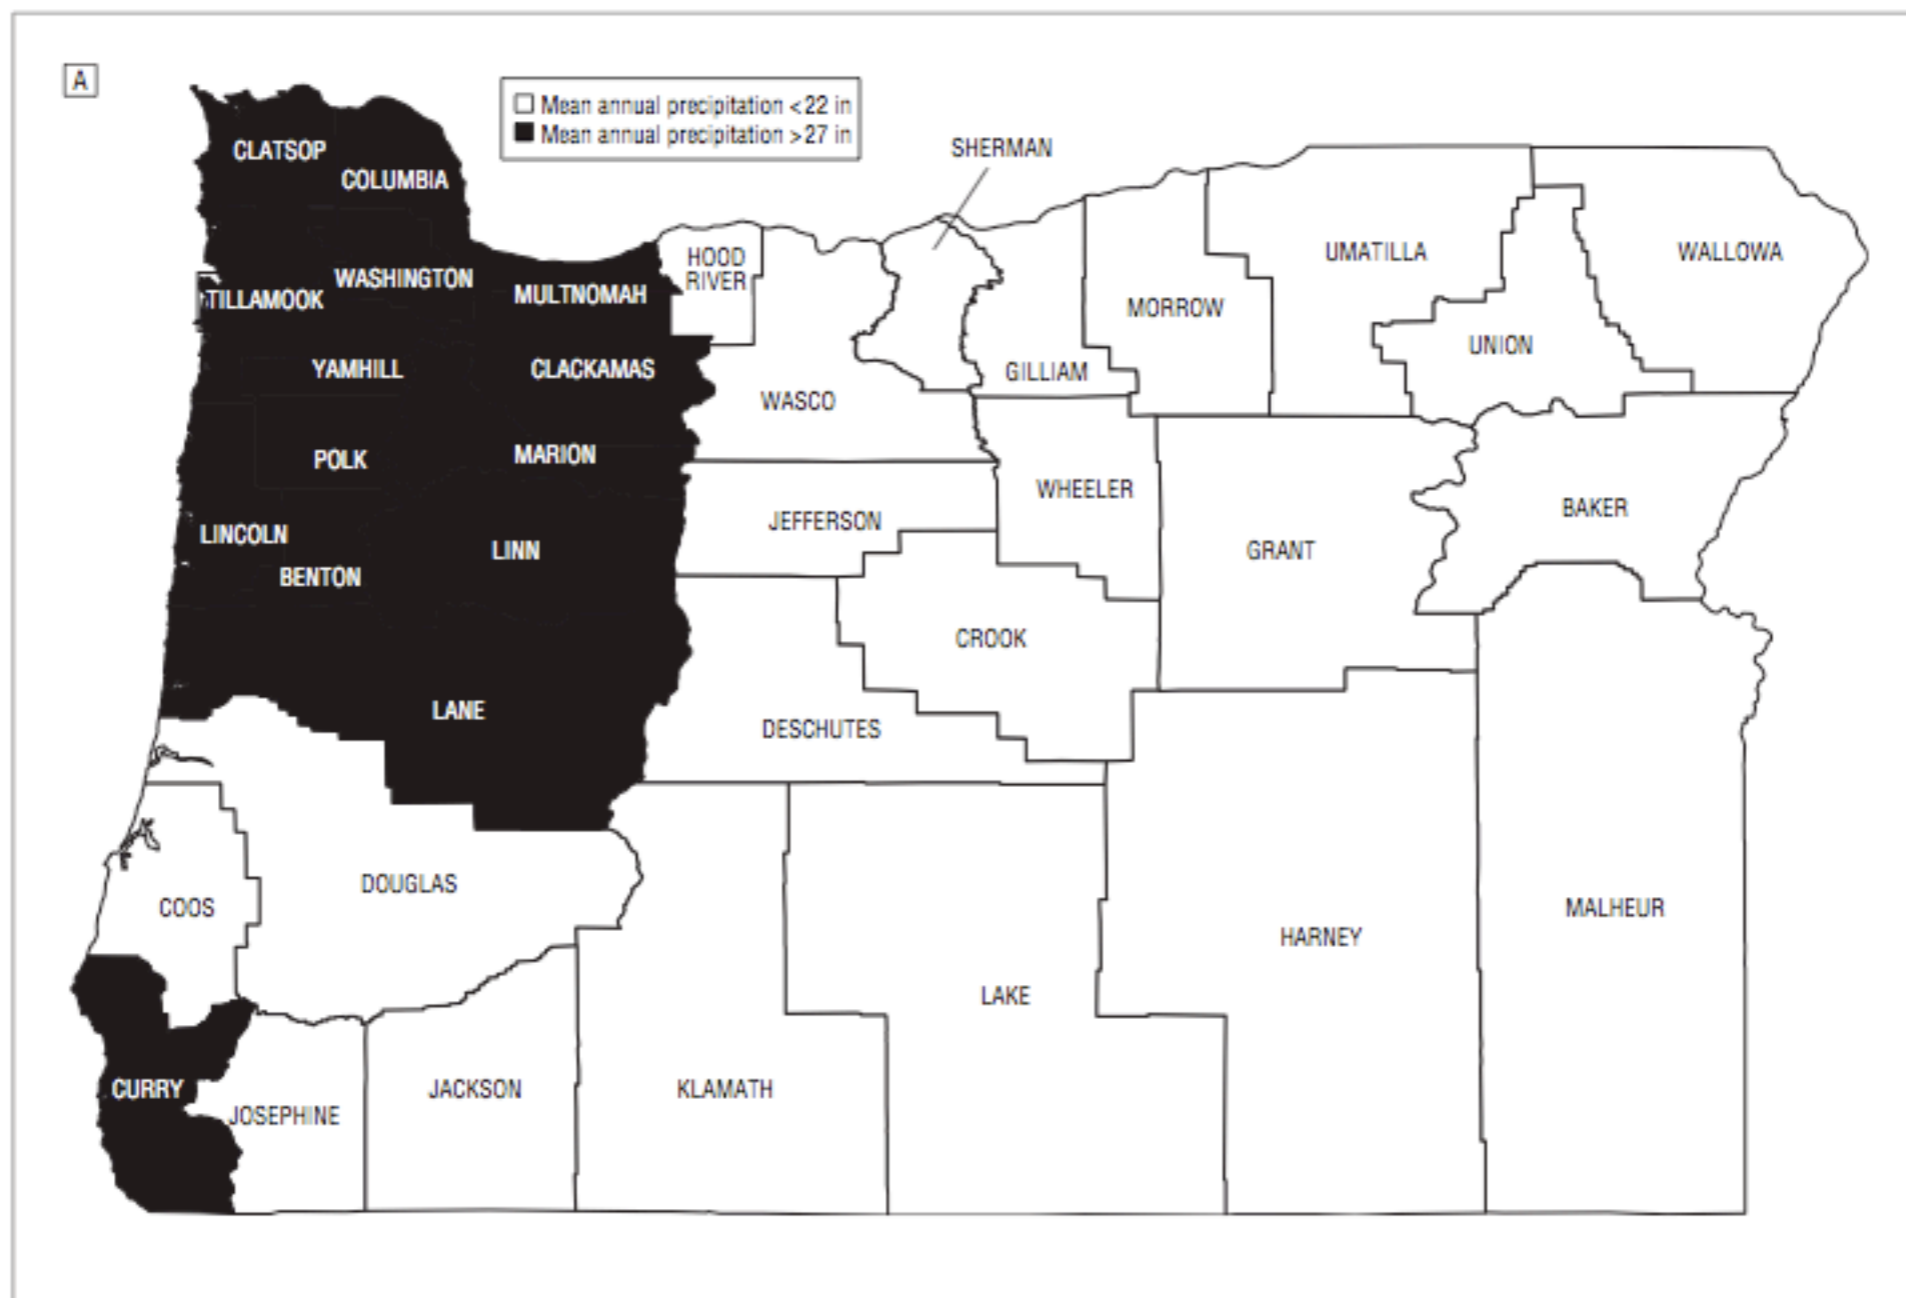 A
Mean annual precipitation <22 in
Mean annual precipitation >27 in
SHERMAN
CLATSOP
COLUMBIA
HOOD
RIVER
UMATILLA
WALLOWA
WASHINGTON
TILLAMOOK
MULTNOMAH
MORROW
UNION
YAMHILL
CLACKAMAS
GILLIAM
WASCO
POLK
MARION
WHEELER
BAKER
JEFFERSON
LINCOLN
LINN
GRANT
BENTON
CROOK
LANE
DESCHUTES
DOUGLAS
COOS
MALHEUR
HARNEY
LAKE
CURRY
JACKSON
KLAMATH
JOSEPHINE